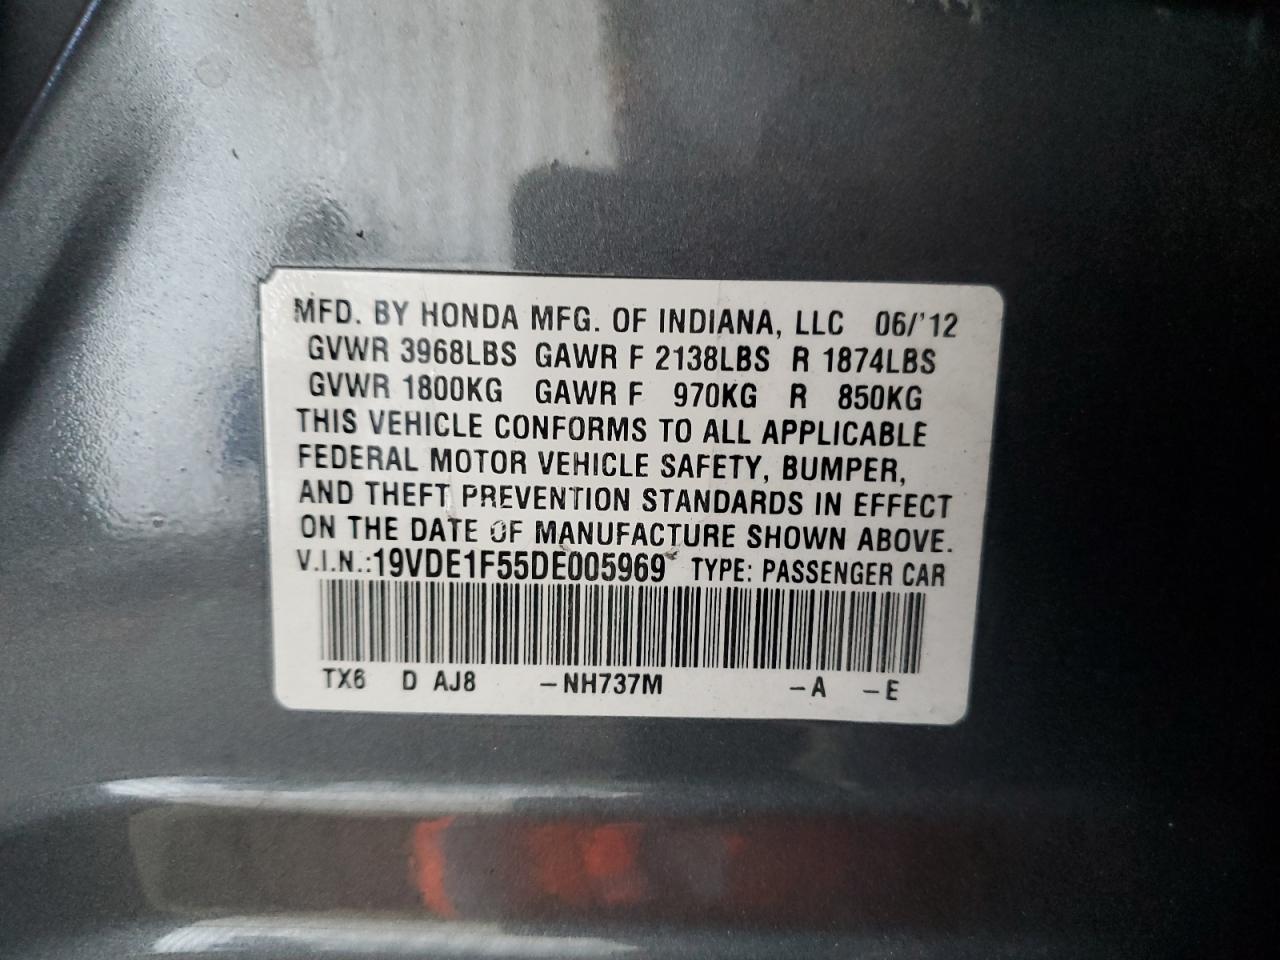 MFD. BY HONDA MFG. OF INDIANA, LLC 06/'12
GVWR 3968LBS GAWR F 2138LBS R 1874LBS
GVWR 1800KG GAWR F 970KG R 850KG
THIS VEHICLE CONFORMS TO ALL APPLICABLE
FEDERAL MOTOR VEHICLE SAFETY, BUMPER,
AND THEFT PREVENTION STANDARDS IN EFFECT
ON THE DATE OF MANUFACTURE SHOWN ABOVE.
V.I.N.:19VDE1F55DE005969 TYPE: PASSENGER CAR
TX6 D AJ8 -NH737M -A -E